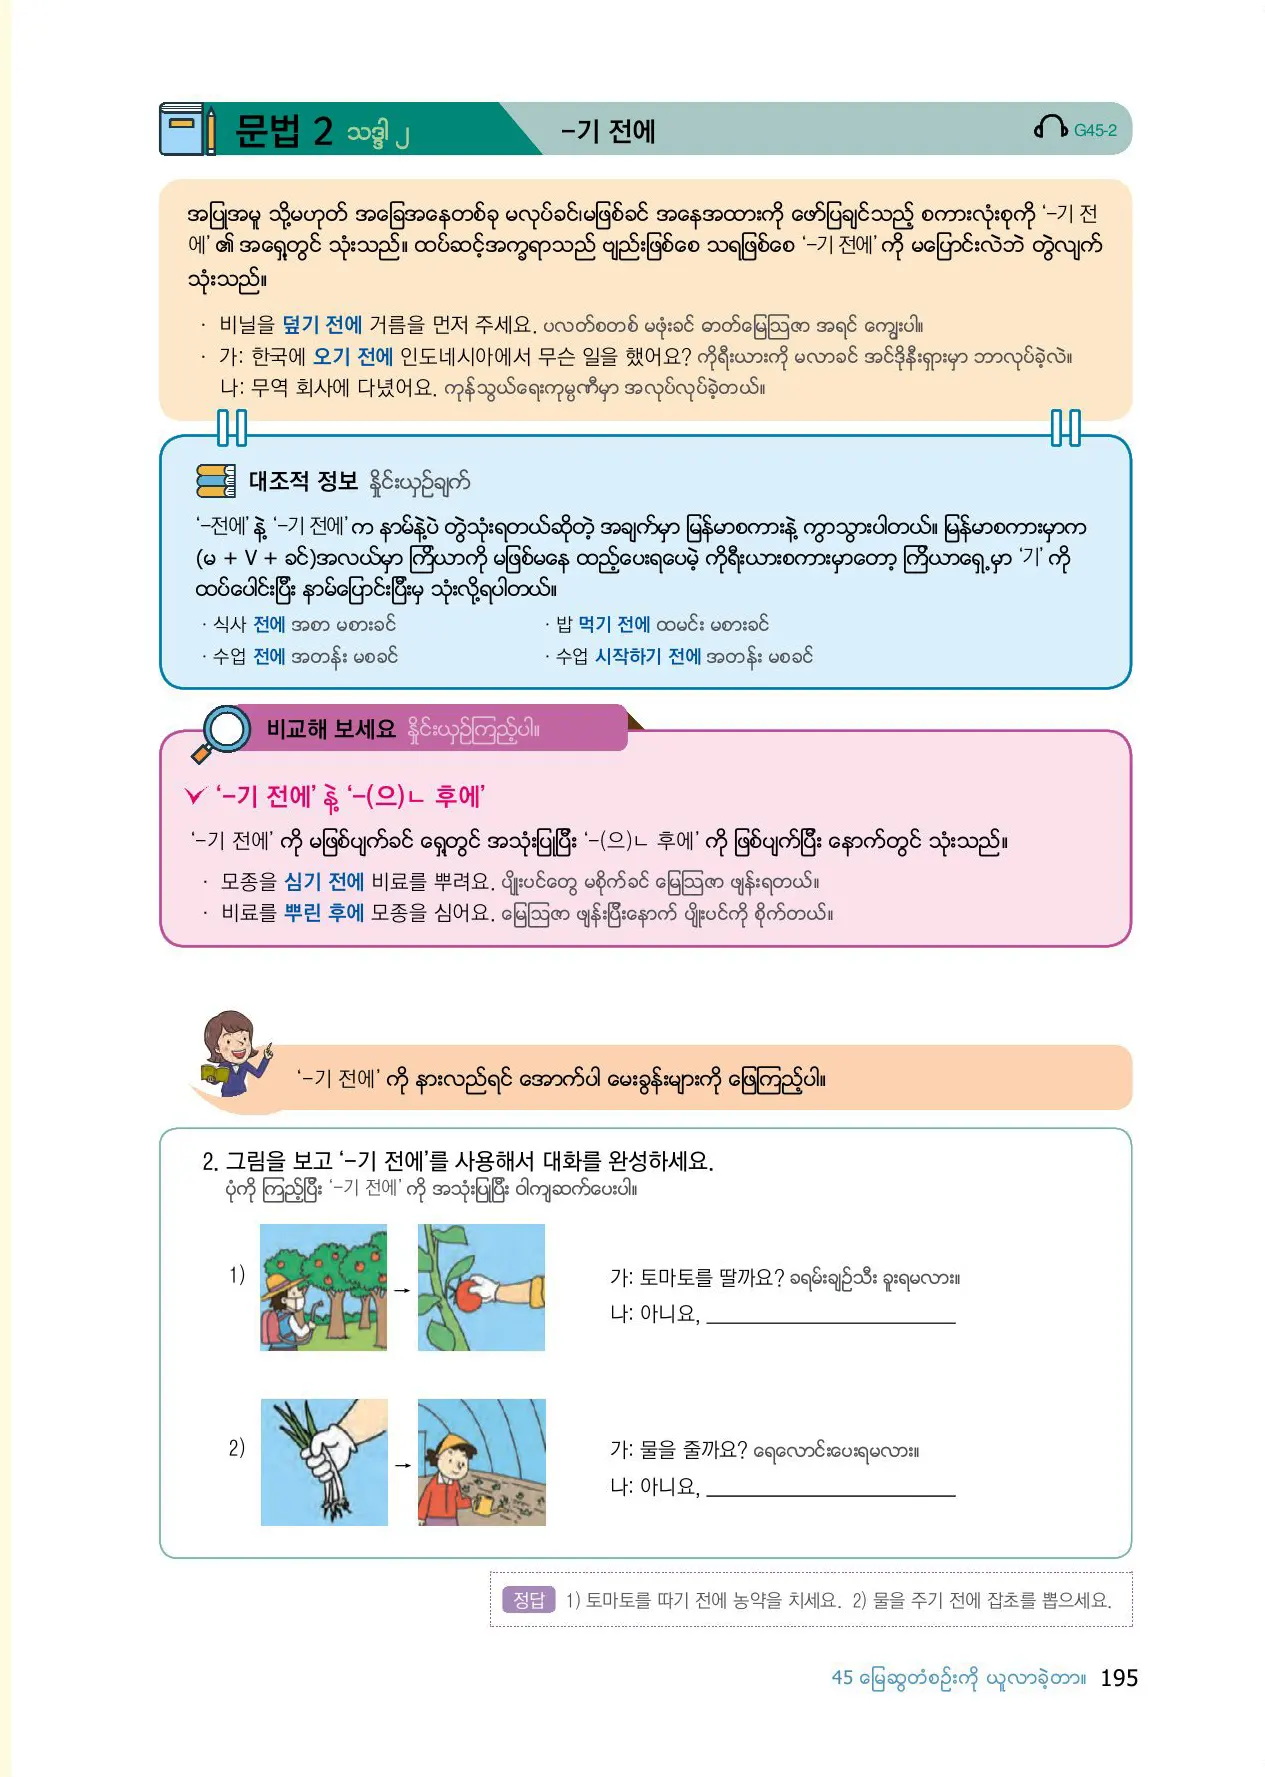 문법 2 သဒ္ဒါ ၂
-기 전에
G45-2
အပြုအမူ သို့မဟုတ် အခြေအနေတစ်ခု မလုပ်ခင်၊မဖြစ်ခင် အနေအထားကို ဖော်ပြချင်သည့် စကားလုံးစုကို ‘-기 전
에’ ၏ အရှေ့တွင် သုံးသည်။ ထပ်ဆင့်အက္ခရာသည် ဗျည်းဖြစ်စေ သရဖြစ်စေ ‘-기 전에’ ကို မပြောင်းလဲဘဲ တွဲလျက်
သုံးသည်။
· 비닐을 덮기 전에 거름을 먼저 주세요. ပလတ်စတစ် မဖုံးခင် ဓာတ်မြေဩဇာ အရင် ကျွေးပါ။
· 가: 한국에 오기 전에 인도네시아에서 무슨 일을 했어요? ကိုရီးယားကို မလာခင် အင်ဒိုနီးရှားမှာ ဘာလုပ်ခဲ့လဲ။
나: 무역 회사에 다녔어요. ကုန်သွယ်ရေးကုမ္ပဏီမှာ အလုပ်လုပ်ခဲ့တယ်။
대조적 정보 နှိုင်းယှဉ်ချက်
‘-전에’ နဲ့ ‘-기 전에’ က နာမ်နဲ့ပဲ တွဲသုံးရတယ်ဆိုတဲ့ အချက်မှာ မြန်မာစကားနဲ့ ကွာသွားပါတယ်။ မြန်မာစကားမှာက
(မ + V + ခင်)အလယ်မှာ ကြိယာကို မဖြစ်မနေ ထည့်ပေးရပေမဲ့ ကိုရီးယားစကားမှာတော့ ကြိယာရှေ့မှာ ‘기’ ကို
ထပ်ပေါင်းပြီး နာမ်ပြောင်းပြီးမှ သုံးလို့ရပါတယ်။
· 식사 전에 အစာ မစားခင်
· 밥 먹기 전에 ထမင်း မစားခင်
· 수업 전에 အတန်း မစခင်
· 수업 시작하기 전에 အတန်း မစခင်
비교해 보세요 နှိုင်းယှဉ်ကြည့်ပါ။
‘-기 전에’ နဲ့ ‘-(으)ㄴ 후에’
‘-기 전에’ ကို မဖြစ်ပျက်ခင် ရှေ့တွင် အသုံးပြုပြီး ‘-(으)ㄴ 후에’ ကို ဖြစ်ပျက်ပြီး နောက်တွင် သုံးသည်။
· 모종을 심기 전에 비료를 뿌려요. ပျိုးပင်တွေ မစိုက်ခင် မြေဩဇာ ဖျန်းရတယ်။
· 비료를 뿌린 후에 모종을 심어요. မြေဩဇာ ဖျန်းပြီးနောက် ပျိုးပင်ကို စိုက်တယ်။
‘-기 전에’ ကို နားလည်ရင် အောက်ပါ မေးခွန်းများကို ဖြေကြည့်ပါ။
2. 그림을 보고 ‘-기 전에’를 사용해서 대화를 완성하세요.
ပုံကို ကြည့်ပြီး ‘-기 전에’ ကို အသုံးပြုပြီး ဝါကျဆက်ပေးပါ။
1)
가: 토마토를 딸까요? ခရမ်းချဉ်သီး ခူးရမလား။
나: 아니요, ____________________
2)
가: 물을 줄까요? ရေလောင်းပေးရမလား။
나: 아니요, ____________________
정답 1) 토마토를 따기 전에 농약을 치세요. 2) 물을 주기 전에 잡초를 뽑으세요.
45 မြေဆွတံစဉ်းကို ယူလာခဲ့တာ။ 195